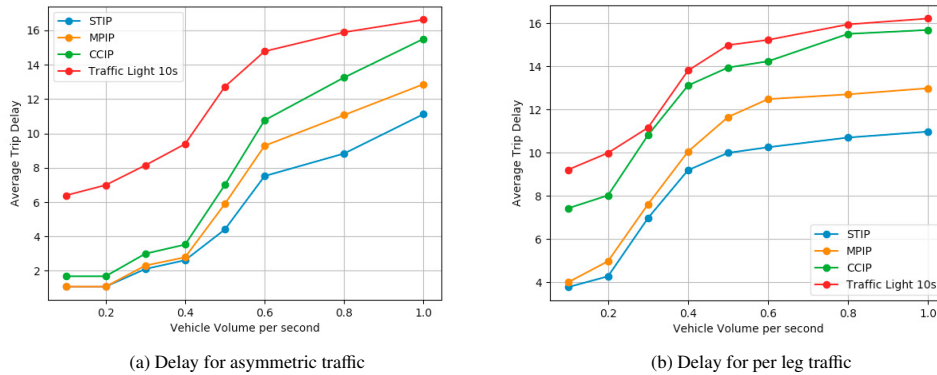 STIP
MPIP
CCIP
Traffic Light 10s
Average Trip Delay
16
14
12
10
8
6
4
2
0.2
0.4
0.6
0.8
1.0
Vehicle Volume per second
(a) Delay for asymmetric traffic
Average Trip Delay
16
14
12
10
8
6
4
STIP
MPIP
CCIP
Traffic Light 10s
0.2
0.4
0.6
0.8
1.0
Vehicle Volume per second
(b) Delay for per leg traffic